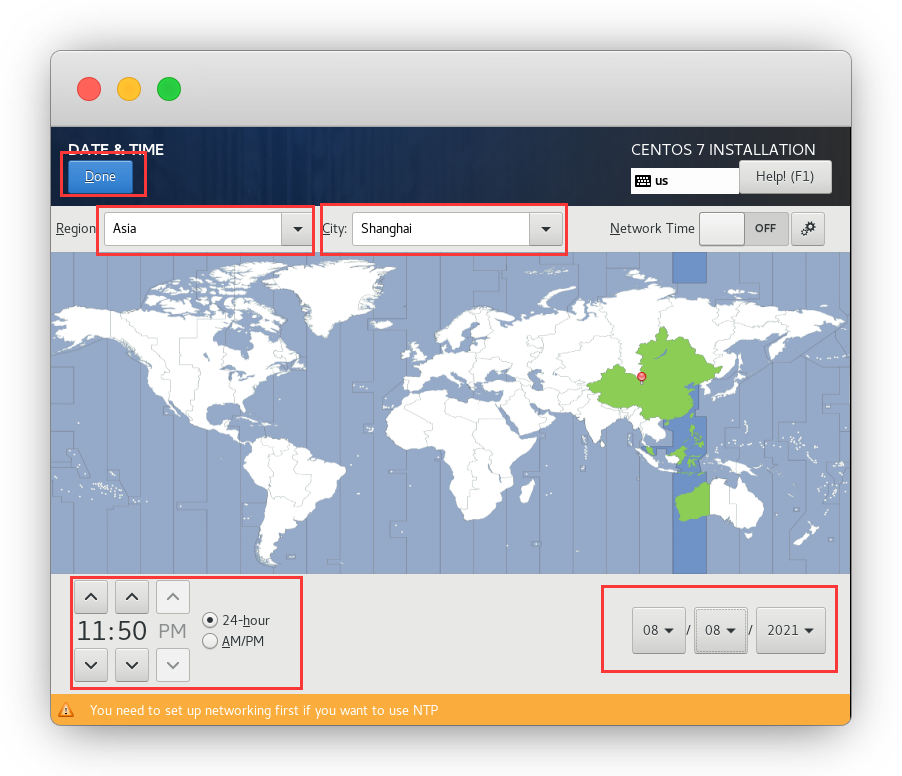 DATE & TIME
CENTOS 7 INSTALLATION
Done
us
Help! (F1)
Region
Asia
City:
Shanghai
Network Time
OFF
11:50 PM
24-hour
AM/PM
08 / 08 / 2021
You need to set up networking first if you want to use NTP